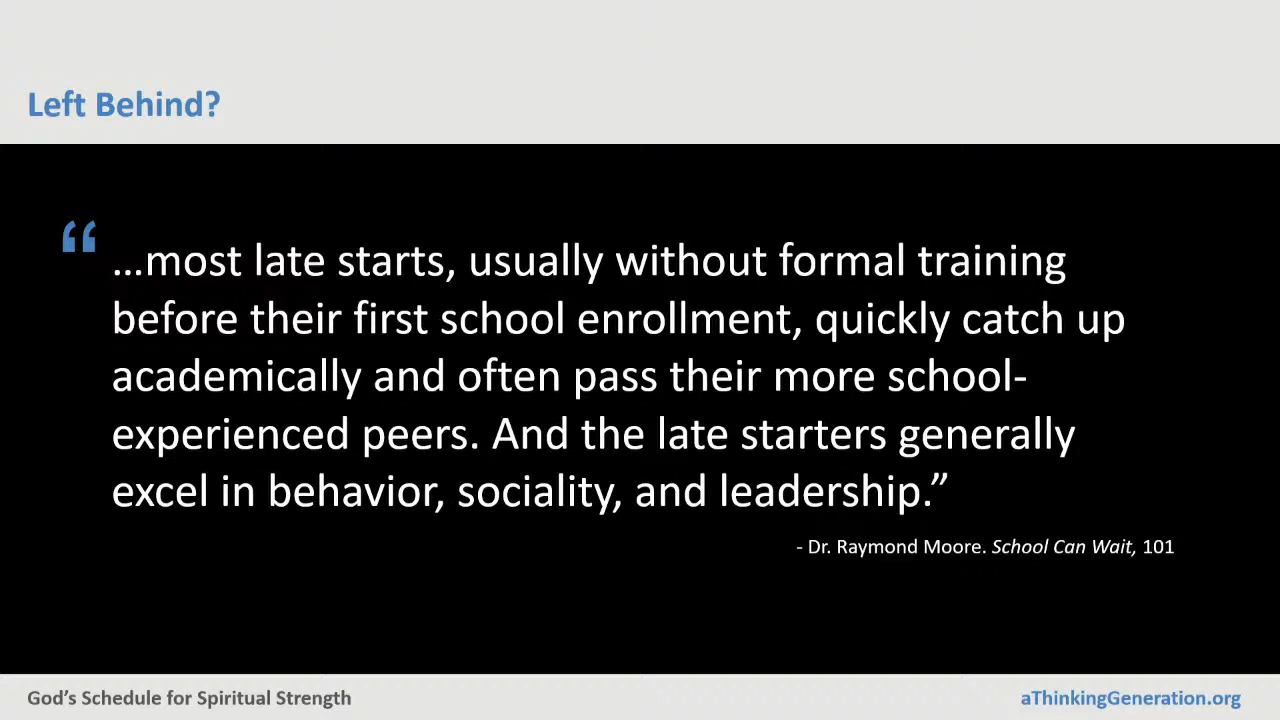 Left Behind?
“
…most late starts, usually without formal training
before their first school enrollment, quickly catch up
academically and often pass their more school-
experienced peers. And the late starters generally
excel in behavior, sociality, and leadership.”
- Dr. Raymond Moore. School Can Wait, 101
God’s Schedule for Spiritual Strength
aThinkingGeneration.org